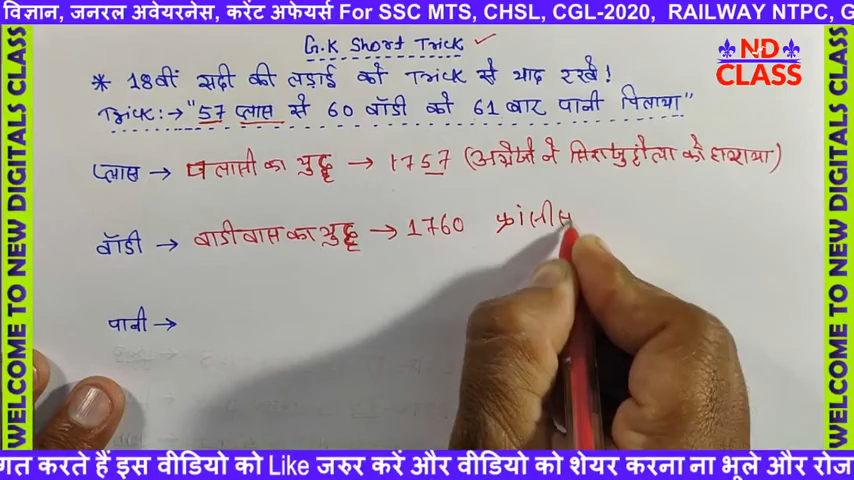 विज्ञान, जनरल अवेयरनेस, करेंट अफेयर्स For SSC MTS, CHSL, CGL-2020, RAILWAY NTPC, G
G.K Short Trick ✓
ND
CLASS
* 18वीं सदी की लड़ाई को Trick से याद रखें!
Trick:→ "57 प्लास से 60 बॉडी को 61 बार पानी पिलाया"
प्लास → प्लासी का युद्ध → 1757 (अंग्रेजो ने सिराजुद्दौला को हाराया)
बॉडी → वाडीवास का युद्ध → 1760 फ्रांसीस
पानी →
WELCOME TO NEW DIGITALS CLASS
WELCOME TO NEW DIGITALS CLASS
गत करते हैं इस वीडियो को Like जरुर करें और वीडियो को शेयर करना ना भूले और रोजा